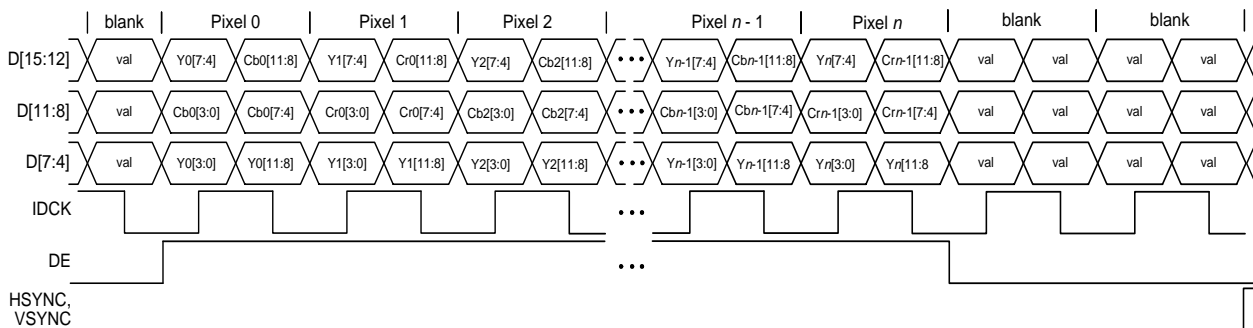 | blank | Pixel 0 | Pixel 1 | Pixel 2 | Pixel n - 1 | Pixel n | blank | blank |
D[15:12] val Y0[7:4] Cb0[11:8] Y1[7:4] Cr0[11:8] Y2[7:4] Cb2[11:8] ••• Yn-1[7:4] Cbn-1[11:8] Yn[7:4] Crn-1[11:8] val val val val
D[11:8] val Cb0[3:0] Cb0[7:4] Cr0[3:0] Cr0[7:4] Cb2[3:0] Cb2[7:4] ••• Cbn-1[3:0] Cbn-1[7:4] Crn-1[3:0] Crn-1[7:4] val val val val
D[7:4] val Y0[3:0] Y0[11:8] Y1[3:0] Y1[11:8] Y2[3:0] Y2[11:8] ••• Yn-1[3:0] Yn-1[11:8 Yn[3:0] Yn[11:8 val val val val
IDCK •••
DE •••
HSYNC,
VSYNC